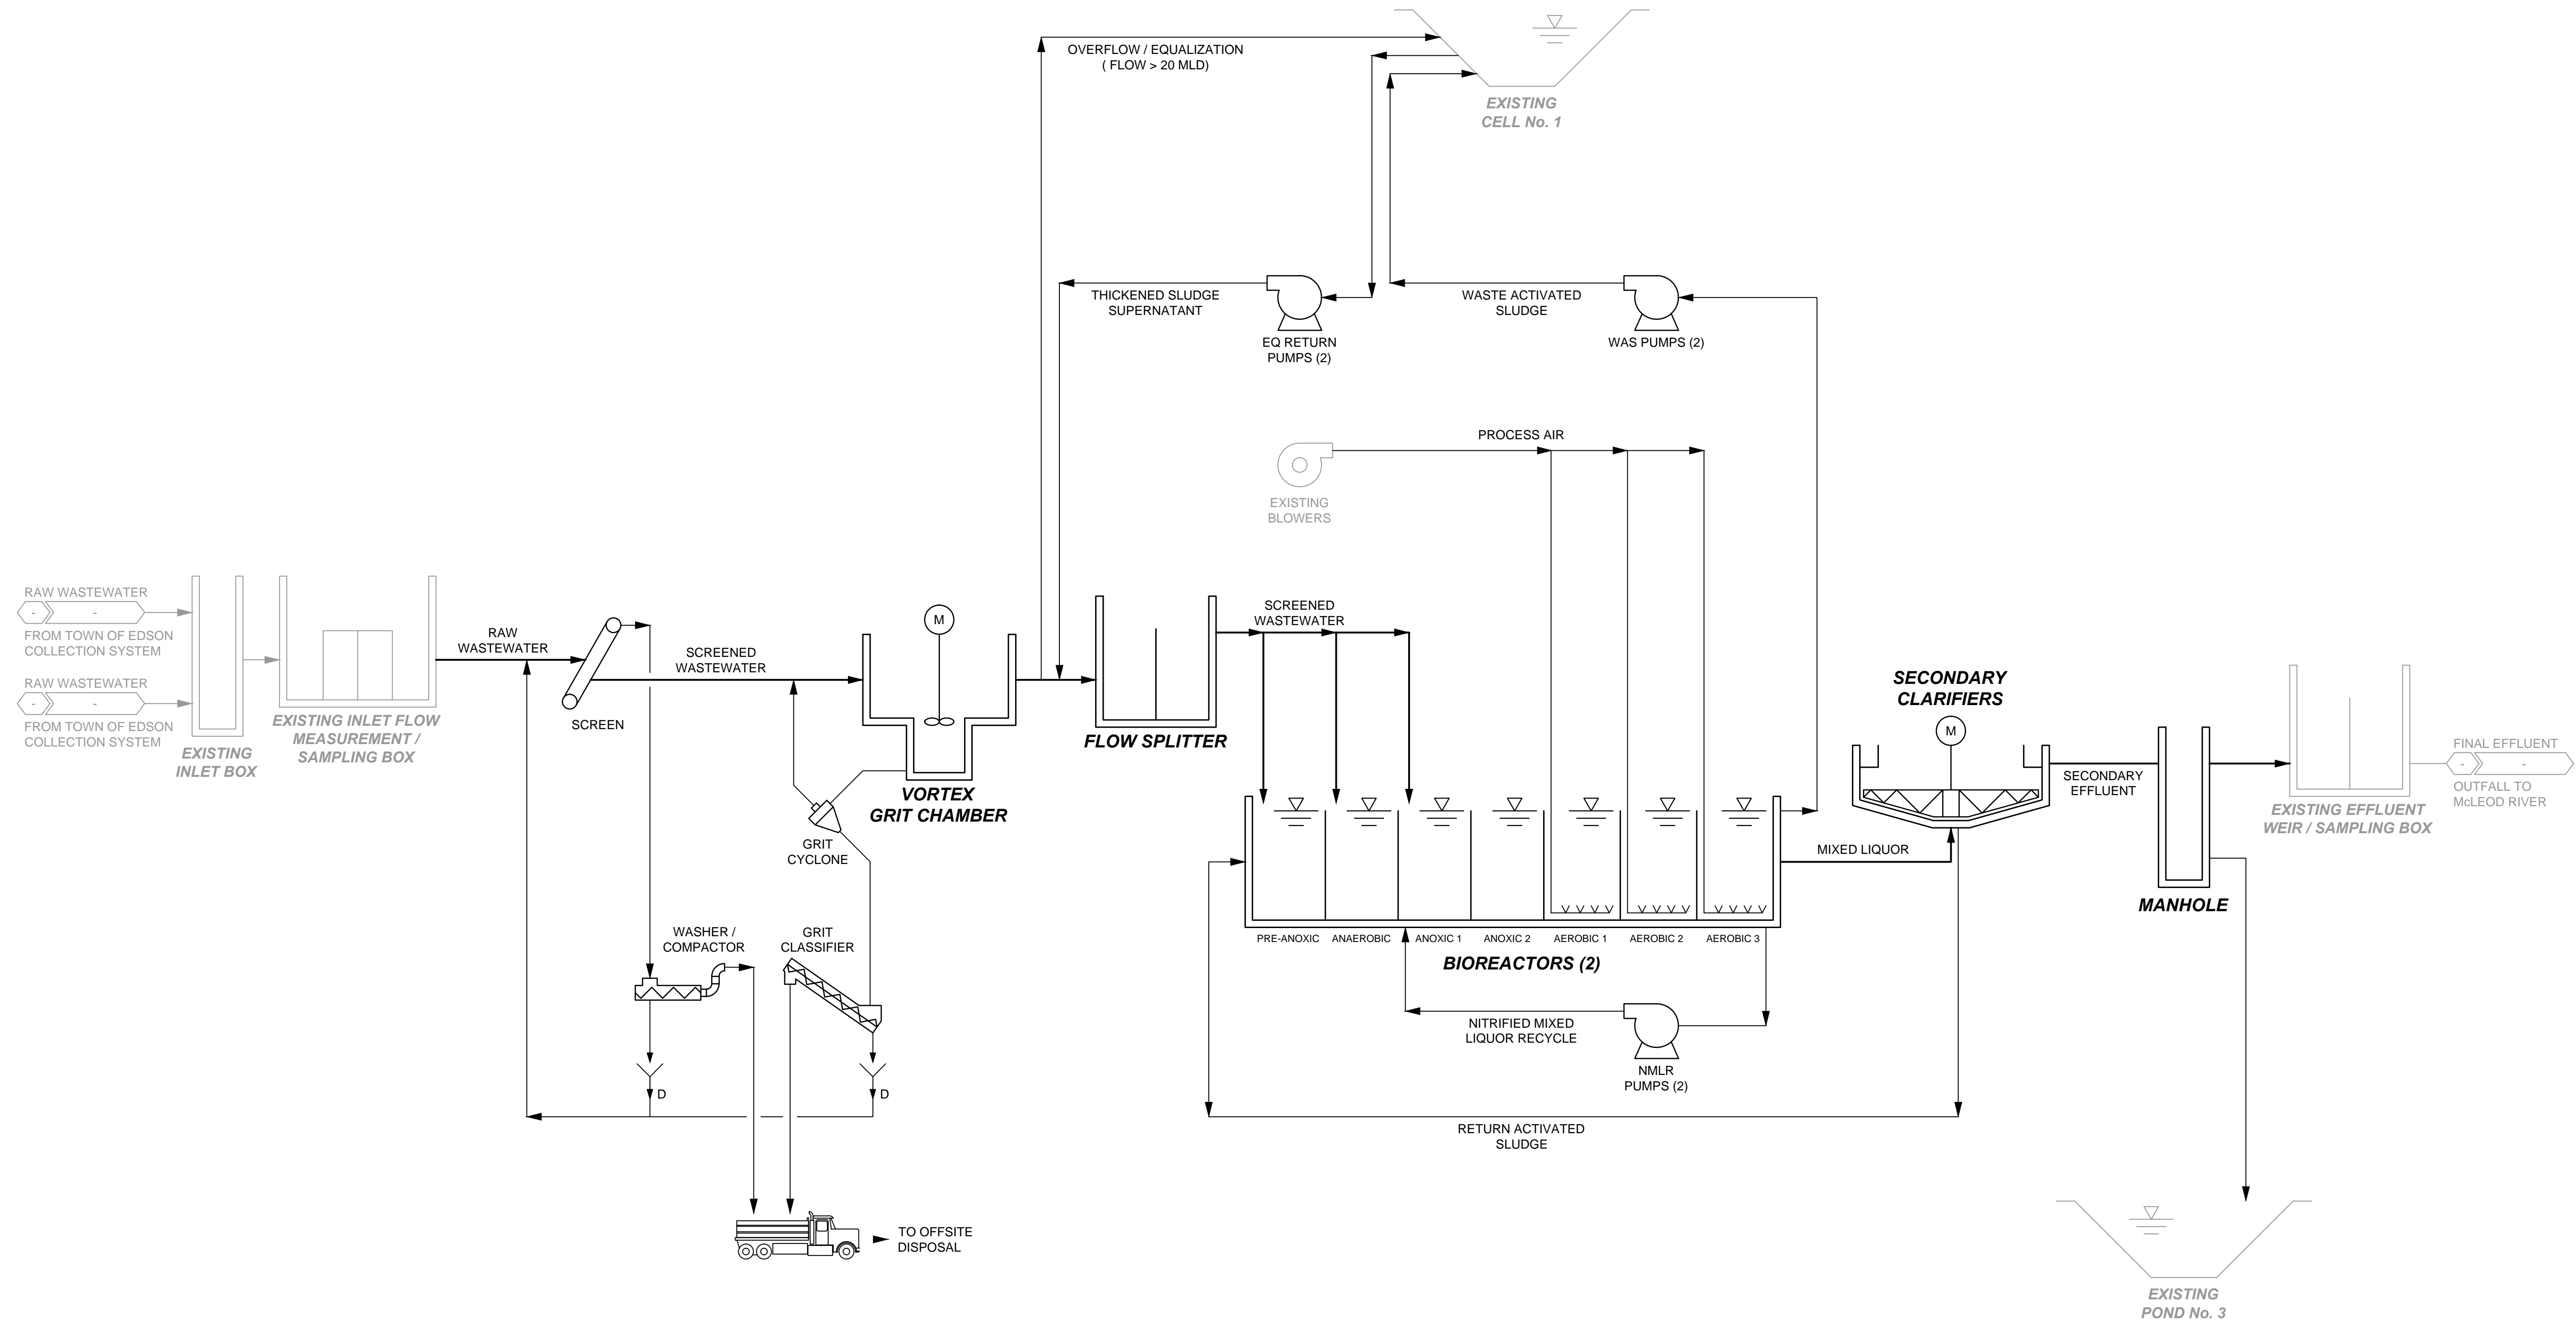 OVERFLOW / EQUALIZATION
( FLOW > 20 MLD)
EXISTING
CELL No. 1
THICKENED SLUDGE
SUPERNATANT
EQ RETURN
PUMPS (2)
WASTE ACTIVATED
SLUDGE
WAS PUMPS (2)
PROCESS AIR
EXISTING
BLOWERS
RAW WASTEWATER
-
-
FROM TOWN OF EDSON
COLLECTION SYSTEM
RAW WASTEWATER
-
-
FROM TOWN OF EDSON
COLLECTION SYSTEM
EXISTING
INLET BOX
EXISTING INLET FLOW
MEASUREMENT /
SAMPLING BOX
RAW
WASTEWATER
SCREEN
SCREENED
WASTEWATER
M
VORTEX
GRIT CHAMBER
GRIT
CYCLONE
WASHER /
COMPACTOR
GRIT
CLASSIFIER
D
D
TO OFFSITE
DISPOSAL
FLOW SPLITTER
SCREENED
WASTEWATER
PRE-ANOXIC
ANAEROBIC
ANOXIC 1
ANOXIC 2
AEROBIC 1
AEROBIC 2
AEROBIC 3
BIOREACTORS (2)
NITRIFIED MIXED
LIQUOR RECYCLE
NMLR
PUMPS (2)
RETURN ACTIVATED
SLUDGE
MIXED LIQUOR
SECONDARY
CLARIFIERS
M
SECONDARY
EFFLUENT
MANHOLE
EXISTING EFFLUENT
WEIR / SAMPLING BOX
FINAL EFFLUENT
-
-
OUTFALL TO
McLEOD RIVER
EXISTING
POND No. 3